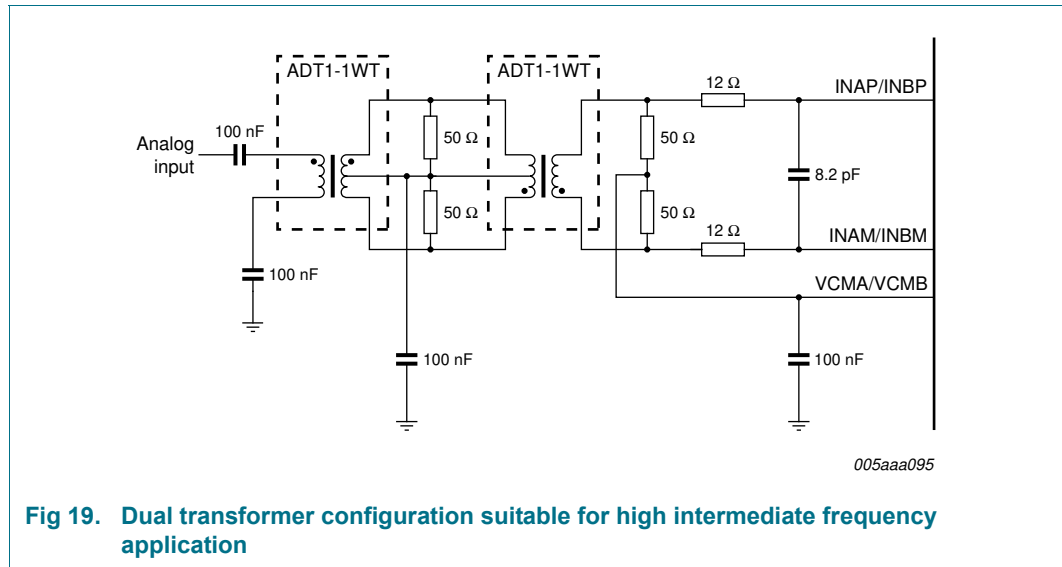 ADT1-1WT
ADT1-1WT
12 Ω
INAP/INBP
100 nF
Analog
input
50 Ω
50 Ω
8.2 pF
50 Ω
50 Ω
12 Ω
INAM/INBM
100 nF
VCMA/VCMB
100 nF
100 nF
005aaa095
Fig 19. Dual transformer configuration suitable for high intermediate frequency
application